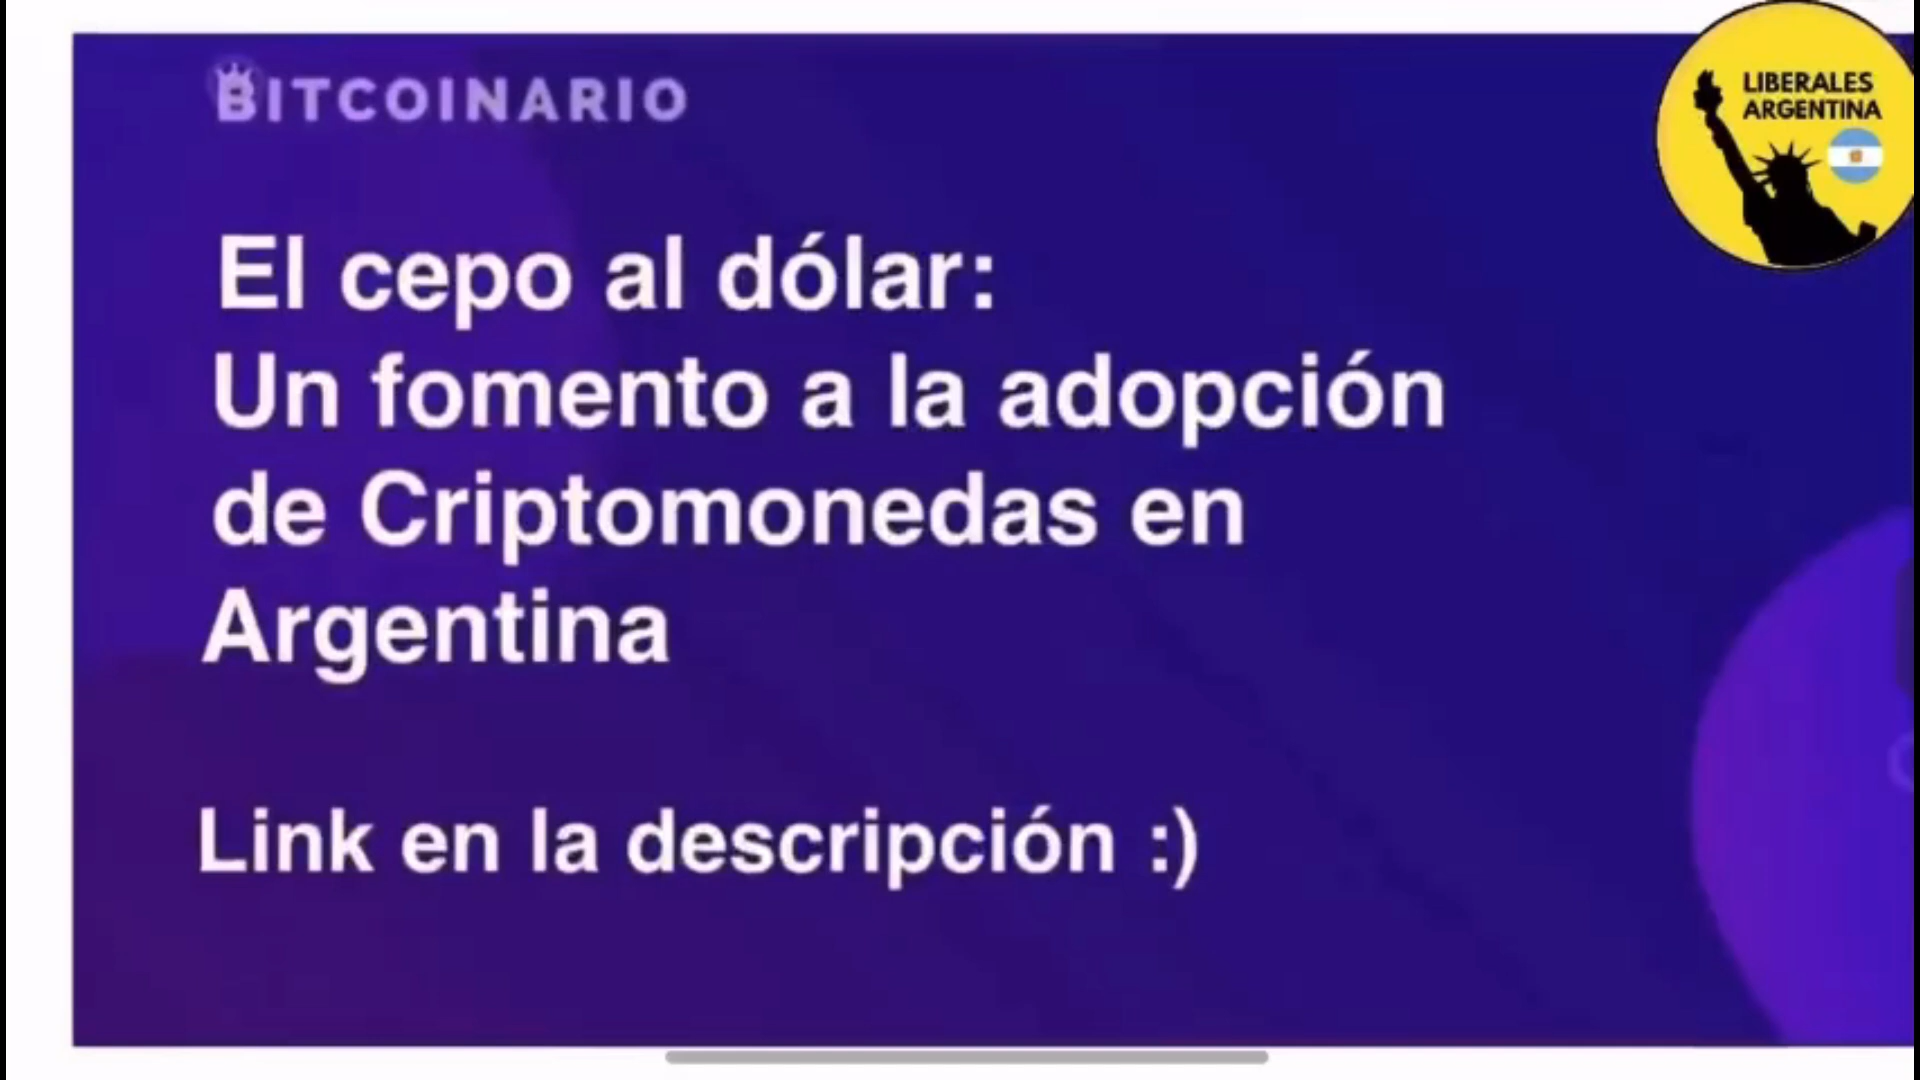 BITCOINARIO
LIBERALES
ARGENTINA
El cepo al dólar:
Un fomento a la adopción
de Criptomonedas en
Argentina
Link en la descripción :)